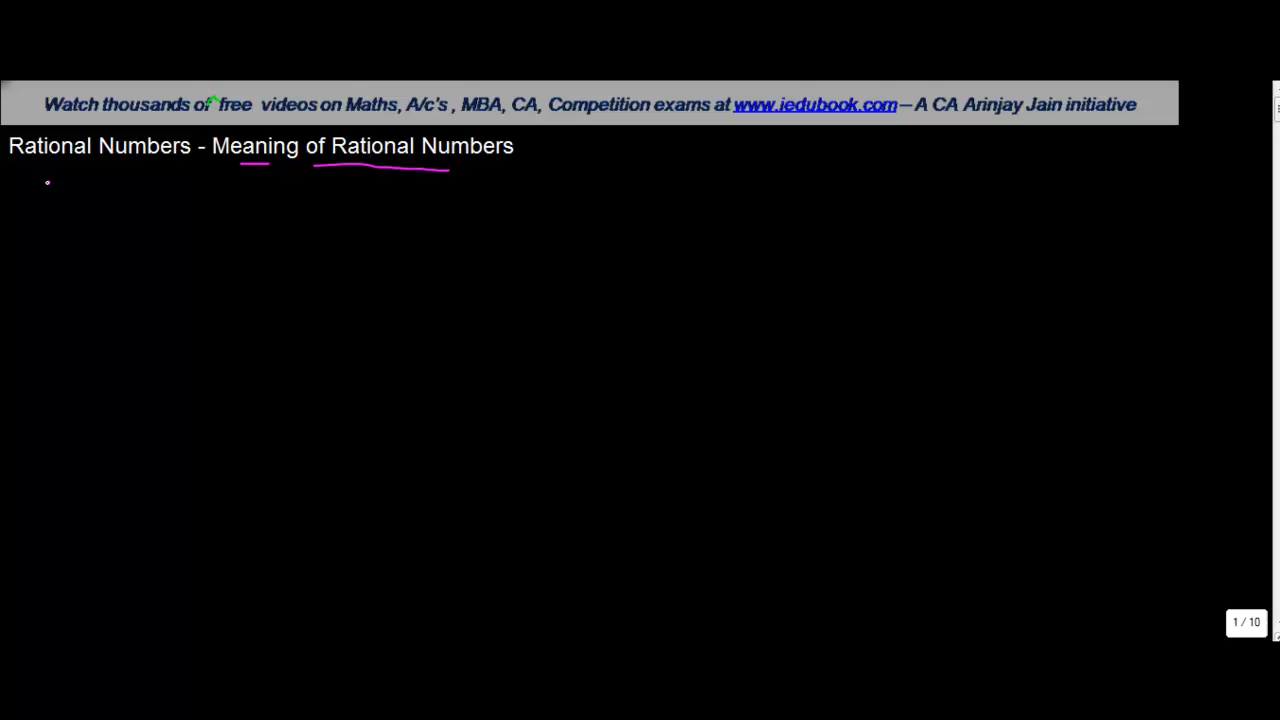 Watch thousands of free videos on Maths, A/c's , MBA, CA, Competition exams at www.iedubook.com – A CA Arinjay Jain initiative
Rational Numbers - Meaning of Rational Numbers
1 / 10